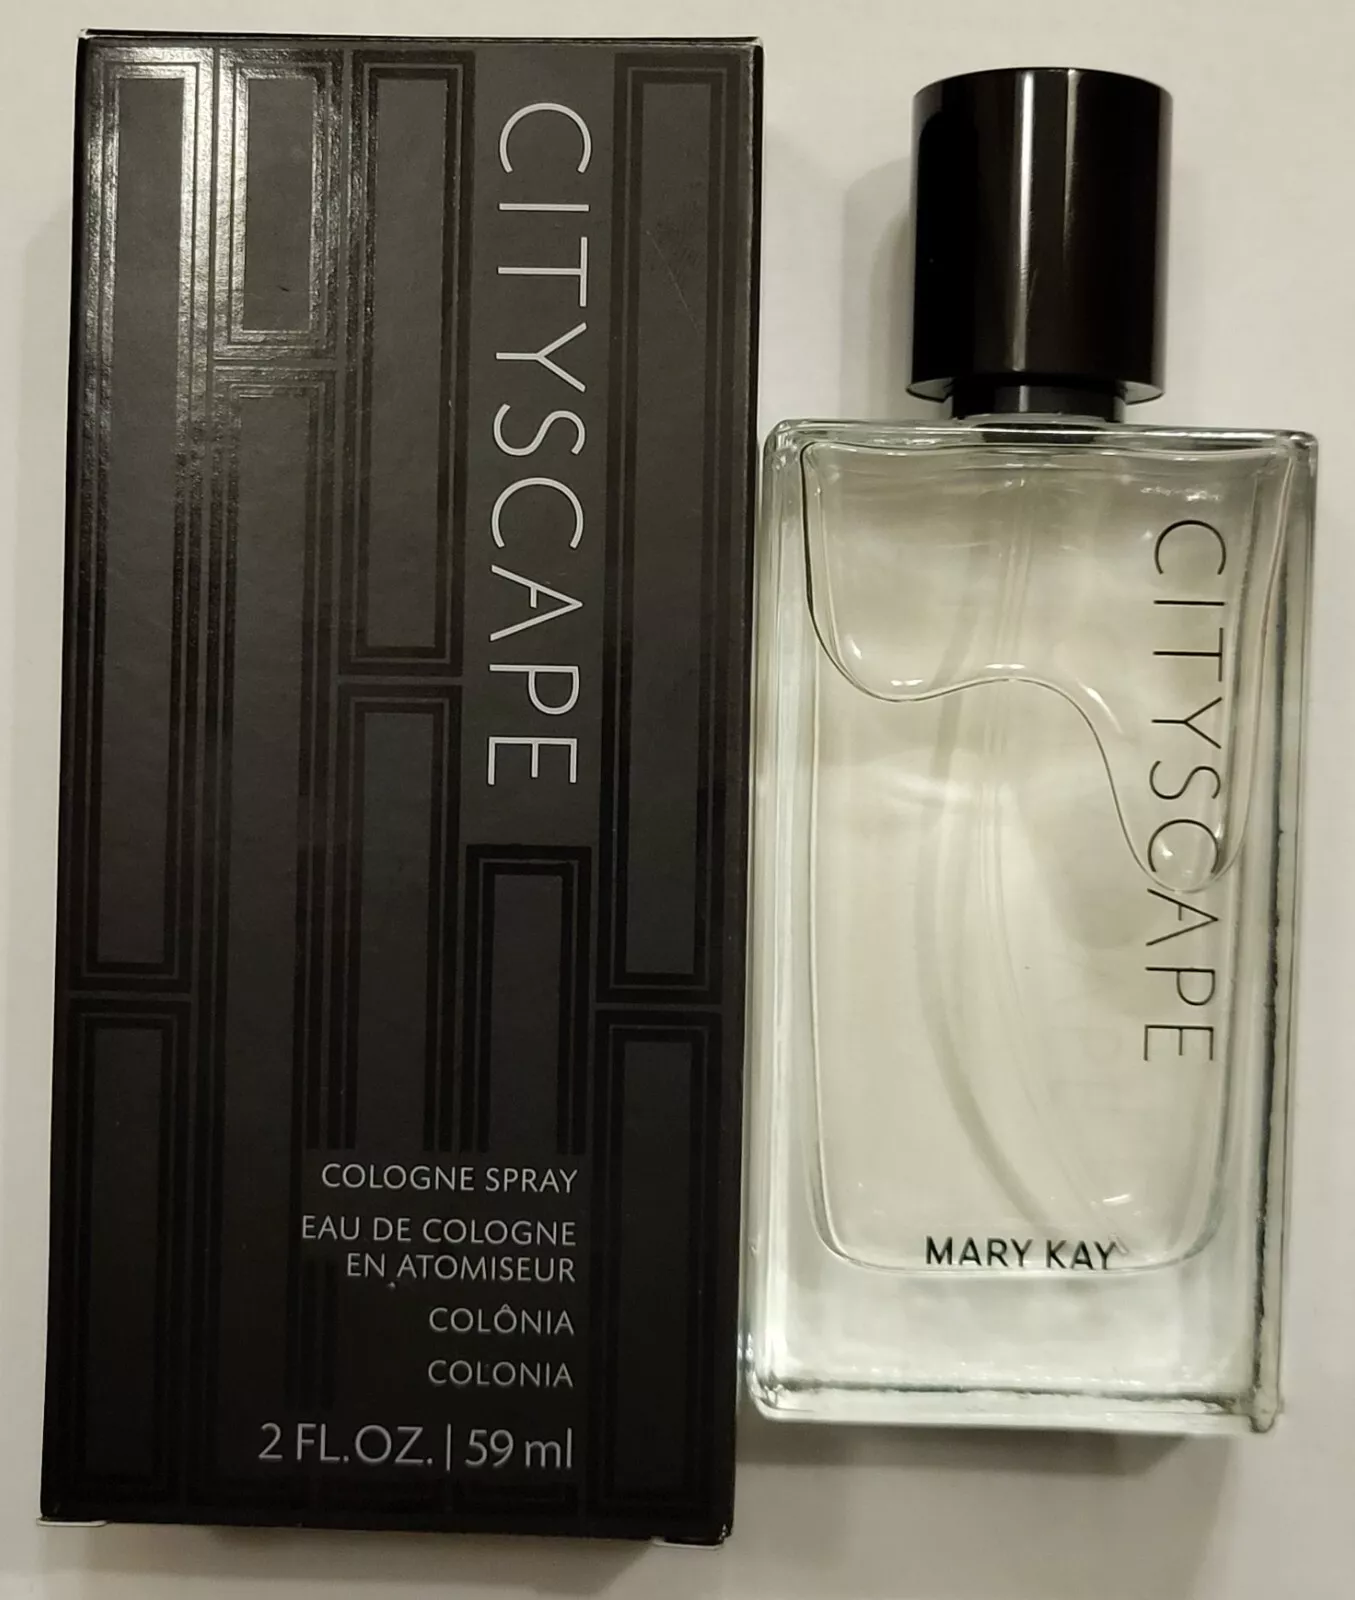 CITYSCAPE
COLOGNE SPRAY
EAU DE COLOGNE
EN ATOMISEUR
COLÔNIA
COLONIA
2 FL.OZ. | 59 ml
CITYSCAPE
MARY KAY